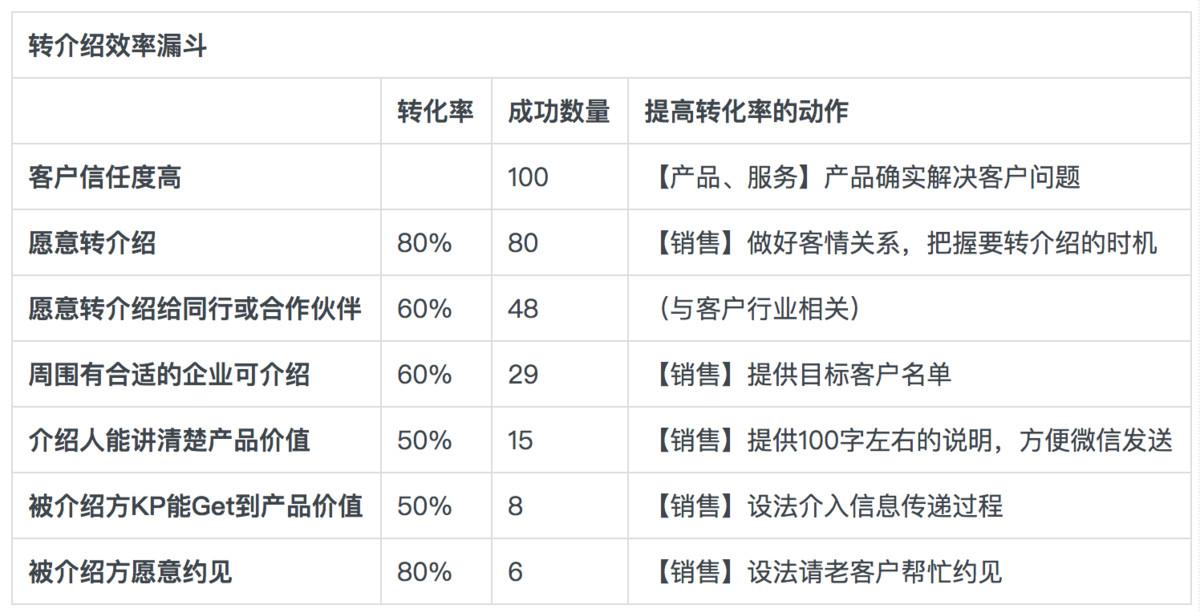 转介绍效率漏斗
转化率 成功数量 提高转化率的动作
客户信任度高 100 【产品、服务】产品确实解决客户问题
愿意转介绍 80% 80 【销售】做好客情关系，把握要转介绍的时机
愿意转介绍给同行或合作伙伴 60% 48 （与客户行业相关）
周围有合适的企业可介绍 60% 29 【销售】提供目标客户名单
介绍人能讲清楚产品价值 50% 15 【销售】提供100字左右的说明，方便微信发送
被介绍方KP能Get到产品价值 50% 8 【销售】设法介入信息传递过程
被介绍方愿意约见 80% 6 【销售】设法请老客户帮忙约见